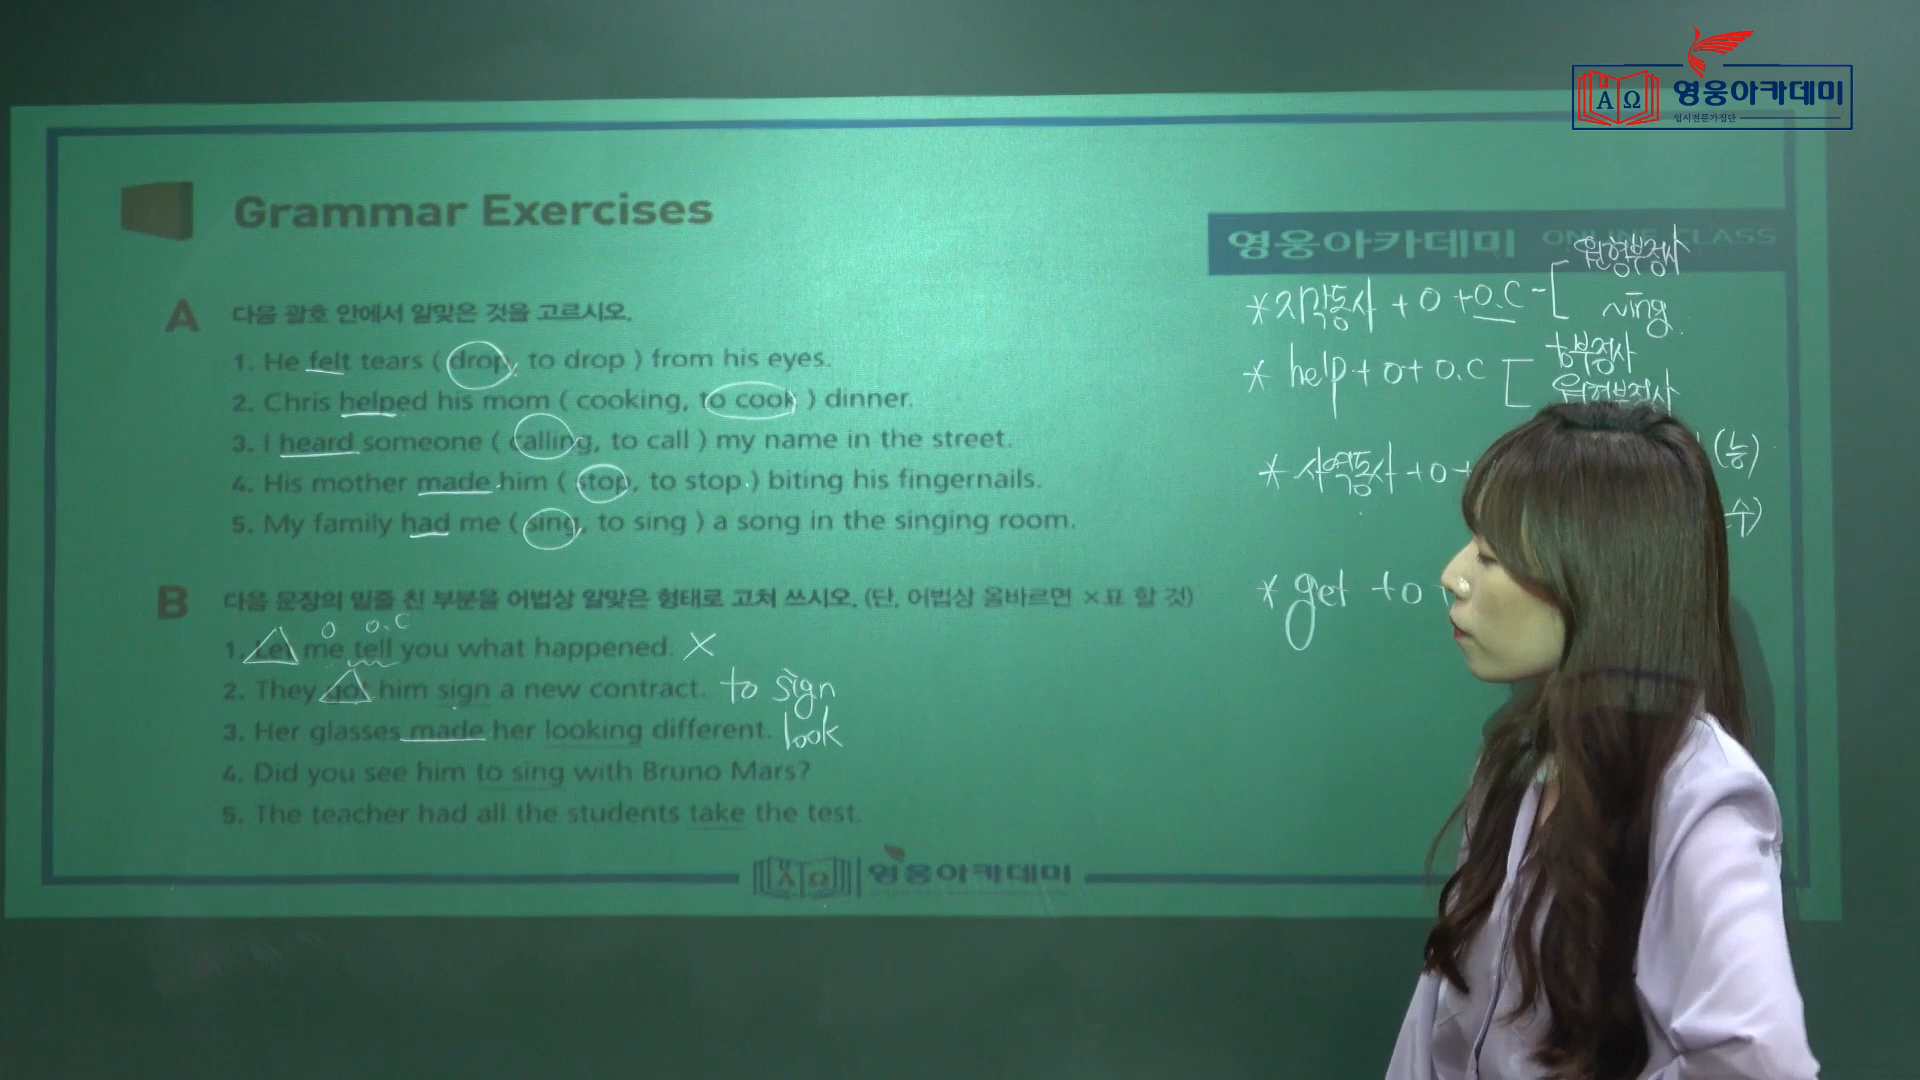 영웅아카데미
입시전문가집단
Grammar Exercises
영웅아카데미 ONLINE CLASS
A 다음 괄호 안에서 알맞은 것을 고르시오.
1. He felt tears ( drop, to drop ) from his eyes.
2. Chris helped his mom ( cooking, to cook ) dinner.
3. I heard someone ( calling, to call ) my name in the street.
4. His mother made him ( stop, to stop ) biting his fingernails.
5. My family had me ( sing, to sing ) a song in the singing room.
B 다음 문장의 밑줄 친 부분을 어법상 알맞은 형태로 고쳐 쓰시오. (단, 어법상 올바르면 ×표 할 것)
O O.C
1. Let me tell you what happened. X
2. They got him sign a new contract. to sign
3. Her glasses made her looking different. look
4. Did you see him to sing with Bruno Mars?
5. The teacher had all the students take the test.
영웅아카데미
원형부정사
* 지각동사 + O + O.C -
~ing
to부정사
* help + O + O.C
원형부정사
* 사역동사 + O + (능)
수)
* get + O +